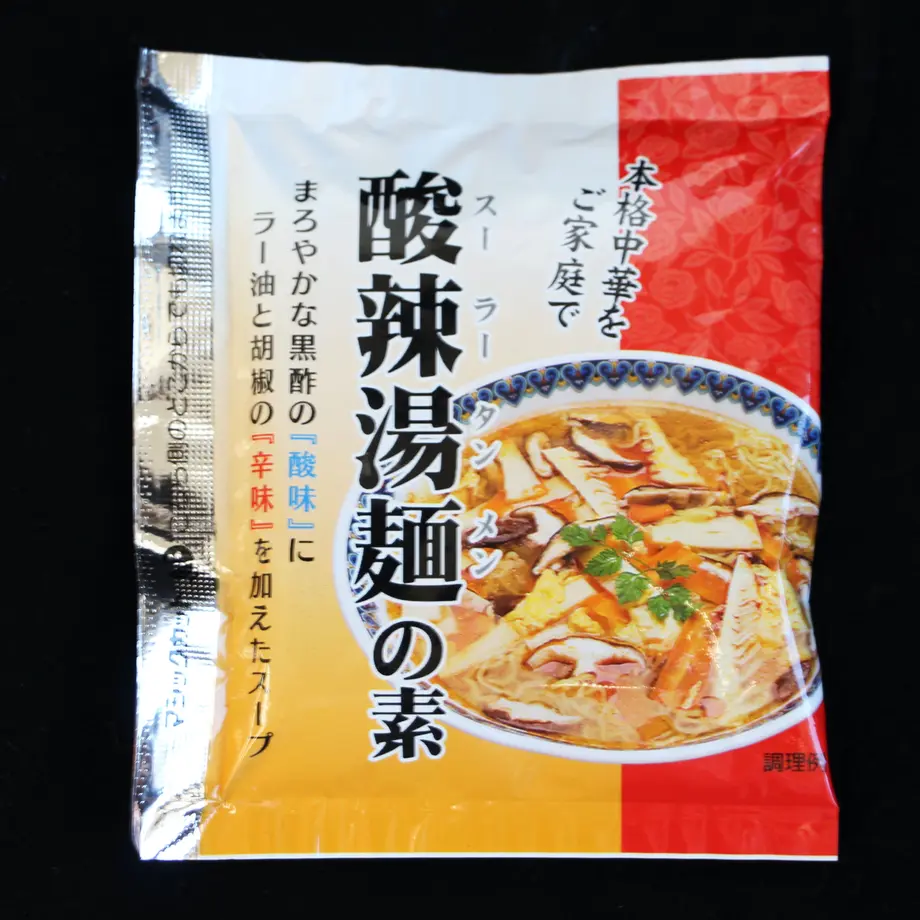 本格中華を
ご家庭で
スーラータンメン
酸辣湯麺の素
まろやかな黒酢の『酸味』に
ラー油と胡椒の『辛味』を加えたスープ
調理例